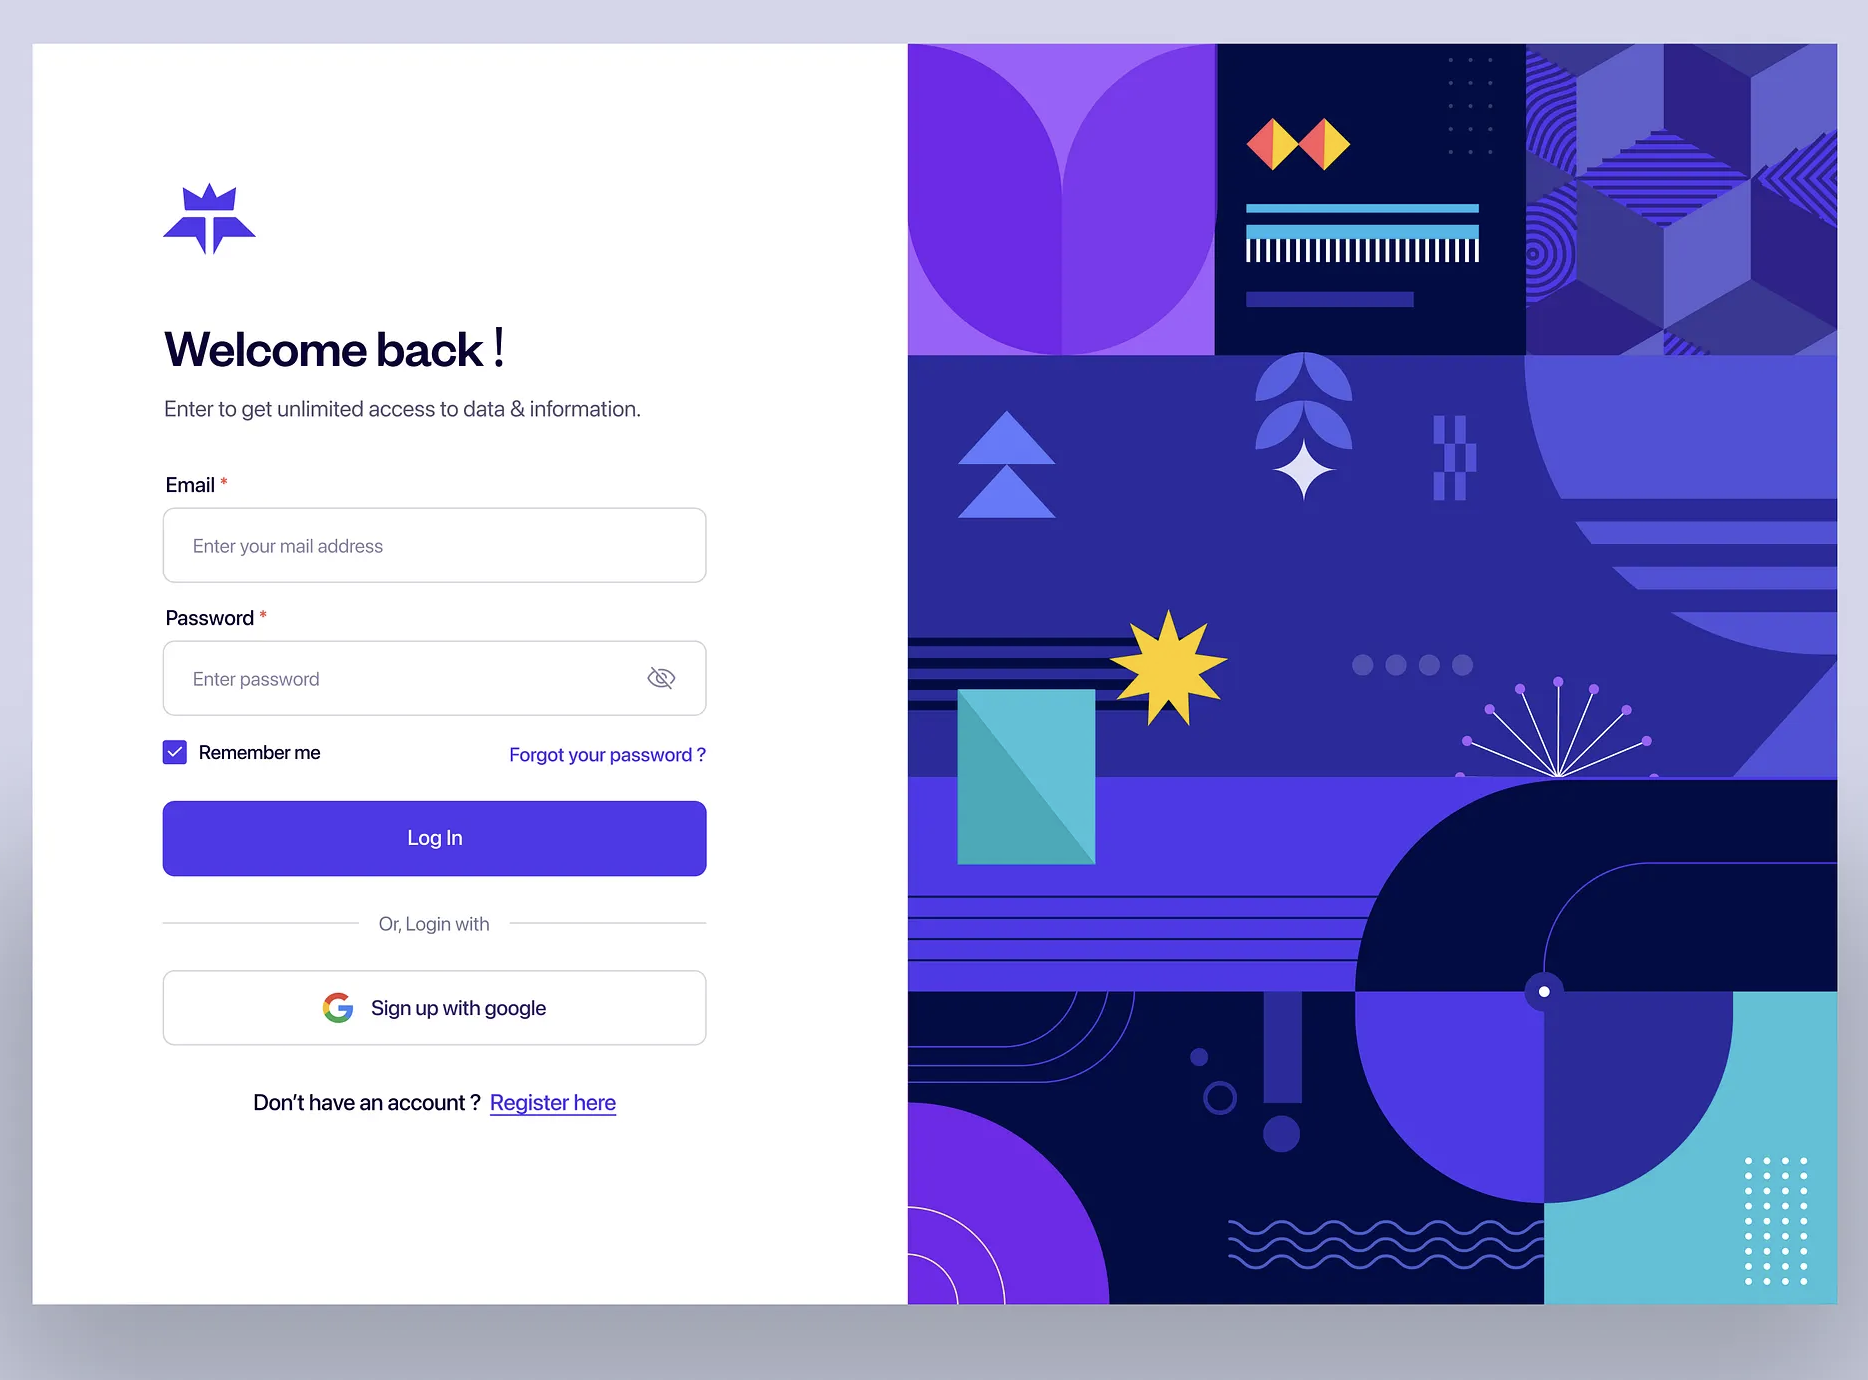 Welcome back !
Enter to get unlimited access to data & information.
Email *
Enter your mail address
Password *
Enter password
Remember me
Forgot your password ?
Log In
Or, Login with
Sign up with google
Don't have an account ? Register here